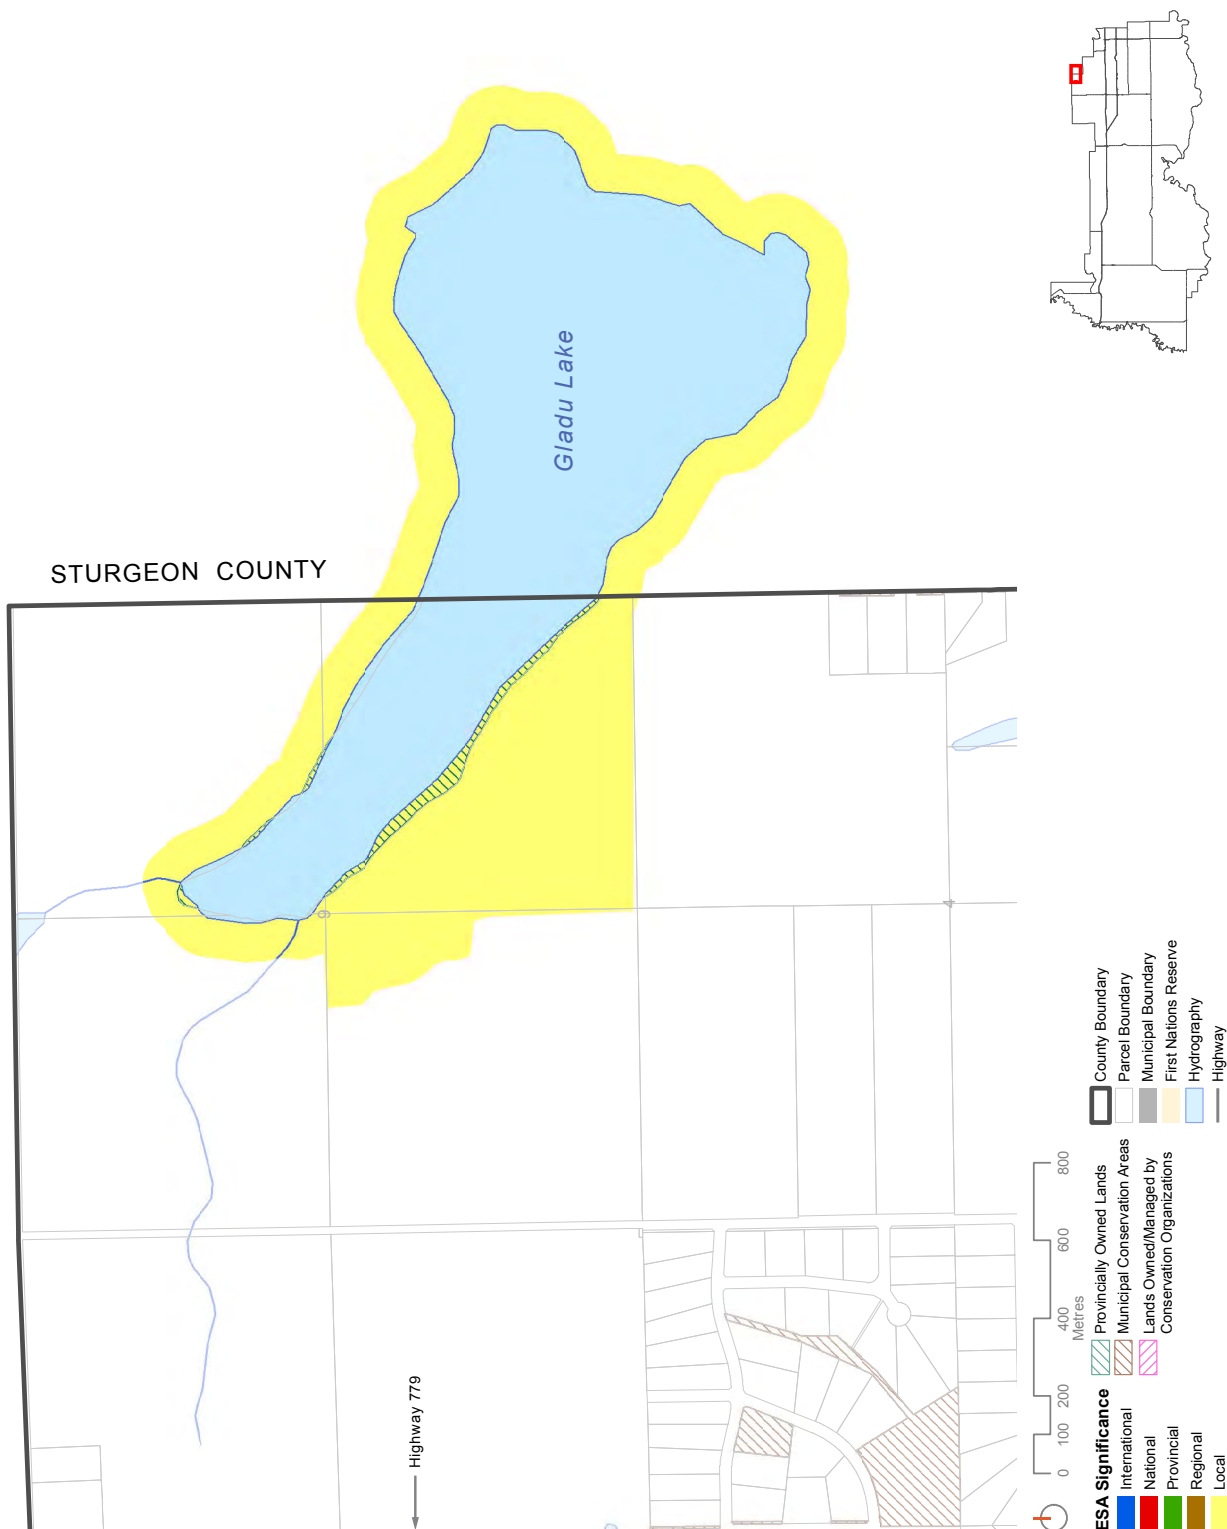 STURGEON COUNTY
Gladu Lake
9
4
Highway 779
0 100 200 400 600 800
Metres
ESA Significance
International
National
Provincial
Regional
Local
Provincially Owned Lands
Municipal Conservation Areas
Lands Owned/Managed by
Conservation Organizations
County Boundary
Parcel Boundary
Municipal Boundary
First Nations Reserve
Hydrography
Highway